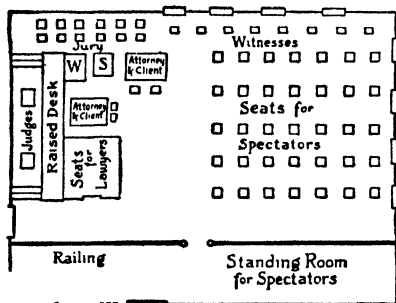 Jury
Witnesses
W
S
Attorney
& Client
Judges
Raised Desk
Attorney
& Client
Seats for
Seats
for
Lawyers
Spectators
Railing
Standing Room
for Spectators